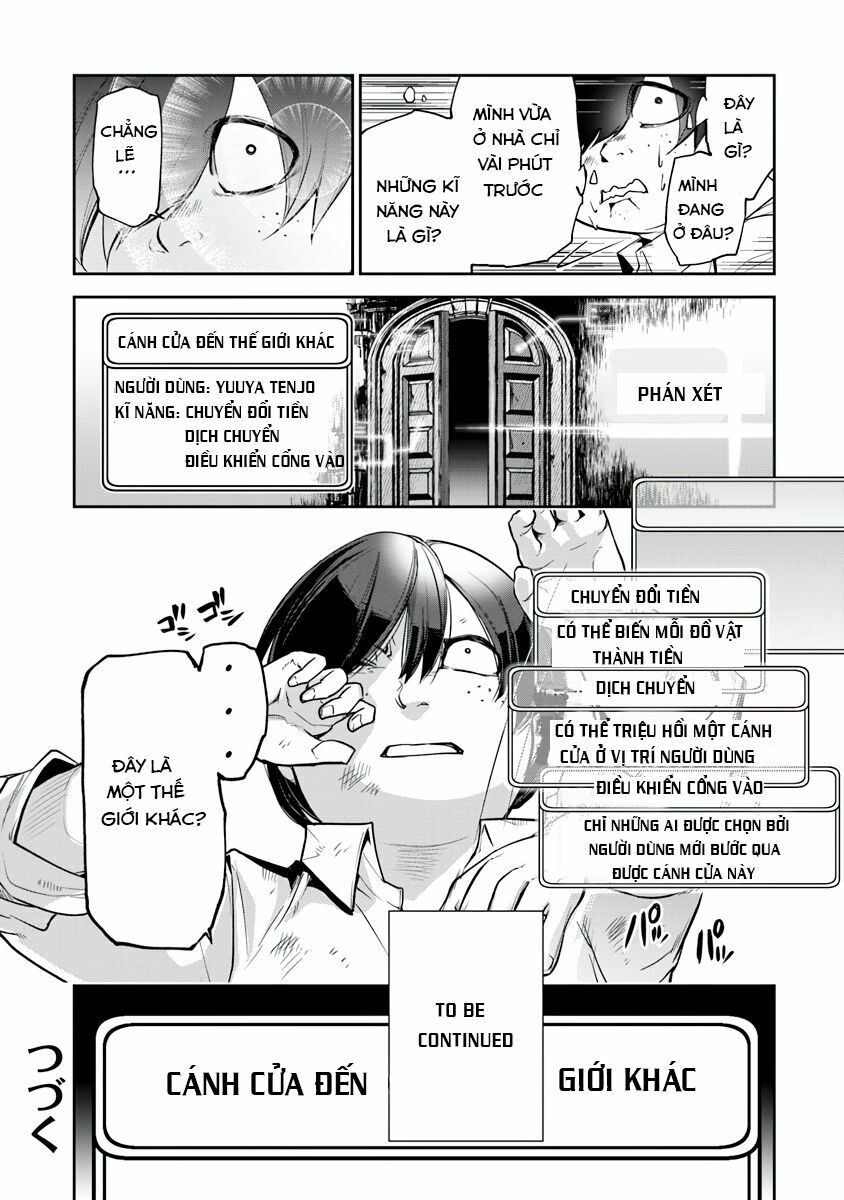 ĐÂY
LÀ
GÌ?
MÌNH
ĐANG
Ở ĐÂU?
MÌNH VỪA
Ở NHÀ CHỈ
VÀI PHÚT
TRƯỚC
NHỮNG KĨ
NĂNG NÀY
LÀ GÌ?
CHẲNG
LẼ
...
PHÁN XÉT
CÁNH CỬA ĐẾN THẾ GIỚI KHÁC
NGƯỜI DÙNG: YUUYA TENJO
KĨ NĂNG: CHUYỂN ĐỔI TIỀN
DỊCH CHUYỂN
ĐIỀU KHIỂN CỔNG VÀO
CHUYỂN ĐỔI TIỀN
CÓ THỂ BIẾN MỖI ĐỒ VẬT
THÀNH TIỀN
DỊCH CHUYỂN
CÓ THỂ TRIỆU HỒI MỘT CÁNH
CỬA Ở VỊ TRÍ NGƯỜI DÙNG
ĐIỀU KHIỂN CỔNG VÀO
CHỈ NHỮNG AI ĐƯỢC CHỌN BỞI
NGƯỜI DÙNG MỚI BƯỚC QUA
ĐƯỢC CÁNH CỬA NÀY
ゴシ
ゴシ
...
ĐÂY LÀ
MỘT THẾ
GIỚI KHÁC?
パパ
パパ
TO BE
CONTINUED
CÁNH CỬA ĐẾN GIỚI KHÁC
つづく